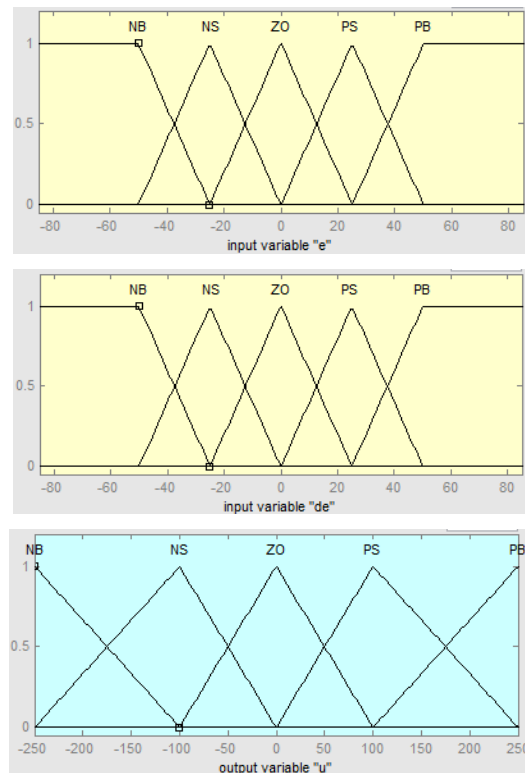 NB NS ZO PS PB
1
0.5
0
-80 -60 -40 -20 0 20 40 60 80
input variable "e"
NB NS ZO PS PB
1
0.5
0
-80 -60 -40 -20 0 20 40 60 80
input variable "de"
NB NS ZO PS PB
1
0.5
0
-250 -200 -150 -100 -50 0 50 100 150 200 250
output variable "u"